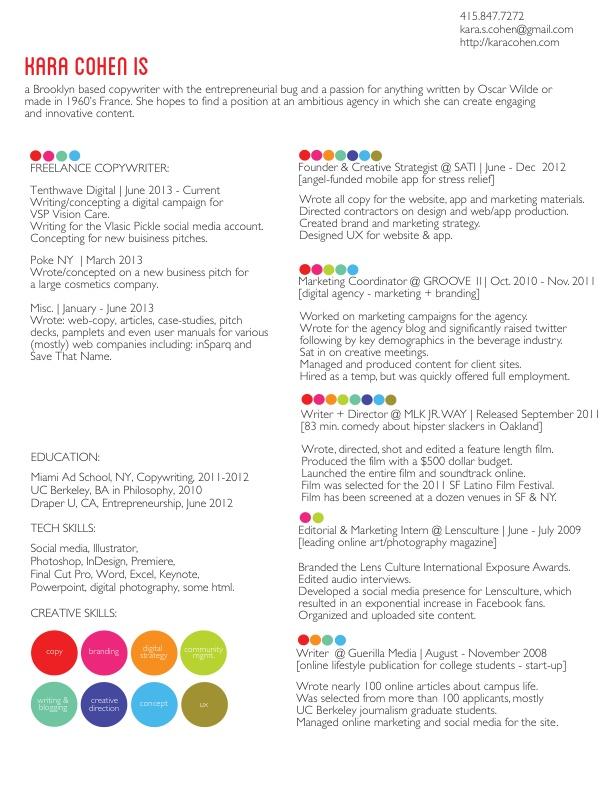 415.847.7272
kara.s.cohen@gmail.com
http://karacohen.com
KARA COHEN IS
a Brooklyn based copywriter with the entrepreneurial bug and a passion for anything written by Oscar Wilde or
made in 1960's France. She hopes to find a position at an ambitious agency in which she can create engaging
and innovative content.
FREELANCE COPYWRITER:
Tenthwave Digital | June 2013 - Current
Writing/concepting a digital campaign for
VSP Vision Care.
Writing for the Vlasic Pickle social media account.
Concepting for new business pitches.
Poke NY | March 2013
Wrote/concepted on a new business pitch for
a large cosmetics company.
Misc. | January - June 2013
Wrote: web-copy, articles, case-studies, pitch
decks, pamplets and even user manuals for various
(mostly) web companies including: inSparq and
Save That Name.
EDUCATION:
Miami Ad School, NY, Copywriting, 2011-2012
UC Berkeley, BA in Philosophy, 2010
Draper U, CA, Entrepreneurship, June 2012
TECH SKILLS:
Social media, Illustrator,
Photoshop, InDesign, Premiere,
Final Cut Pro, Word, Excel, Keynote,
Powerpoint, digital photography, some html.
CREATIVE SKILLS:
copy
branding
digital
strategy
community
mgmt.
writing &
blogging
creative
direction
concept
ux
Founder & Creative Strategist @ SATI | June - Dec 2012
[angel-funded mobile app for stress relief]
Wrote all copy for the website, app and marketing materials.
Directed contractors on design and web/app production.
Created brand and marketing strategy.
Designed UX for website & app.
Marketing Coordinator @ GROOVE 11| Oct. 2010 - Nov. 2011
[digital agency - marketing + branding]
Worked on marketing campaigns for the agency.
Wrote for the agency blog and significantly raised twitter
following by key demographics in the beverage industry.
Sat in on creative meetings.
Managed and produced content for client sites.
Hired as a temp, but was quickly offered full employment.
Writer + Director @ MLK JR. WAY | Released September 2011
[83 min. comedy about hipster slackers in Oakland]
Wrote, directed, shot and edited a feature length film.
Produced the film with a $500 dollar budget.
Launched the entire film and soundtrack online.
Film was selected for the 2011 SF Latino Film Festival.
Film has been screened at a dozen venues in SF & NY.
Editorial & Marketing Intern @ Lensculture | June - July 2009
[leading online art/photography magazine]
Branded the Lens Culture International Exposure Awards.
Edited audio interviews.
Developed a social media presence for Lensculture, which
resulted in an exponential increase in Facebook fans.
Organized and uploaded site content.
Writer @ Guerilla Media | August - November 2008
[online lifestyle publication for college students - start-up]
Wrote nearly 100 online articles about campus life.
Was selected from more than 100 applicants, mostly
UC Berkeley journalism graduate students.
Managed online marketing and social media for the site.